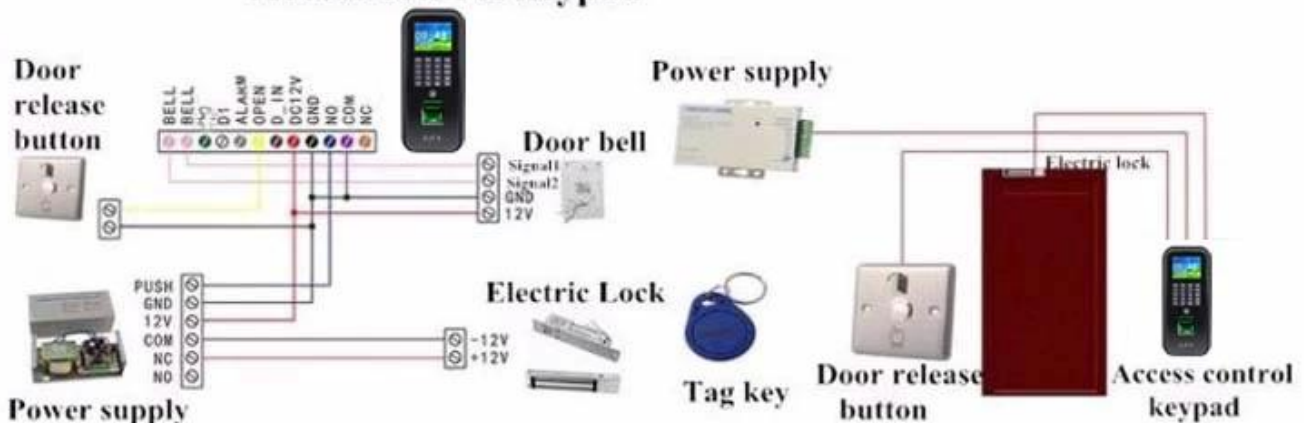 Door
release
button
BELL
BELL
D1
ALARM
OPEN
D_IN
DC12V
GND
NO
COM
NC
Door bell
Signal1
Signal2
GND
12V
PUSH
GND
12V
COM
NC
NO
Power supply
Electric Lock
-12V
+12V
Tag key
Power supply
Electric lock
Door release
button
Access control
keypad